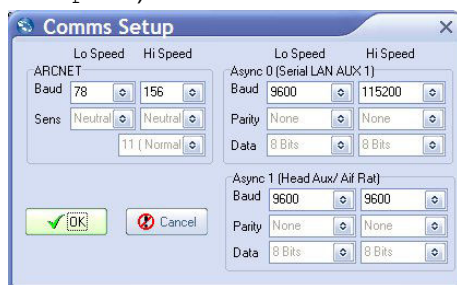 Comms Setup
Lo Speed Hi Speed
ARCNET
Baud 78 156
Sens Neutral Neutral
11 ( Normal
Lo Speed Hi Speed
Async 0 (Serial LAN AUX 1)
Baud 9600 115200
Parity None None
Data 8 Bits 8 Bits
Async 1 (Head Aux/ Aif Rat)
Baud 9600 9600
Parity None None
Data 8 Bits 8 Bits
OK Cancel